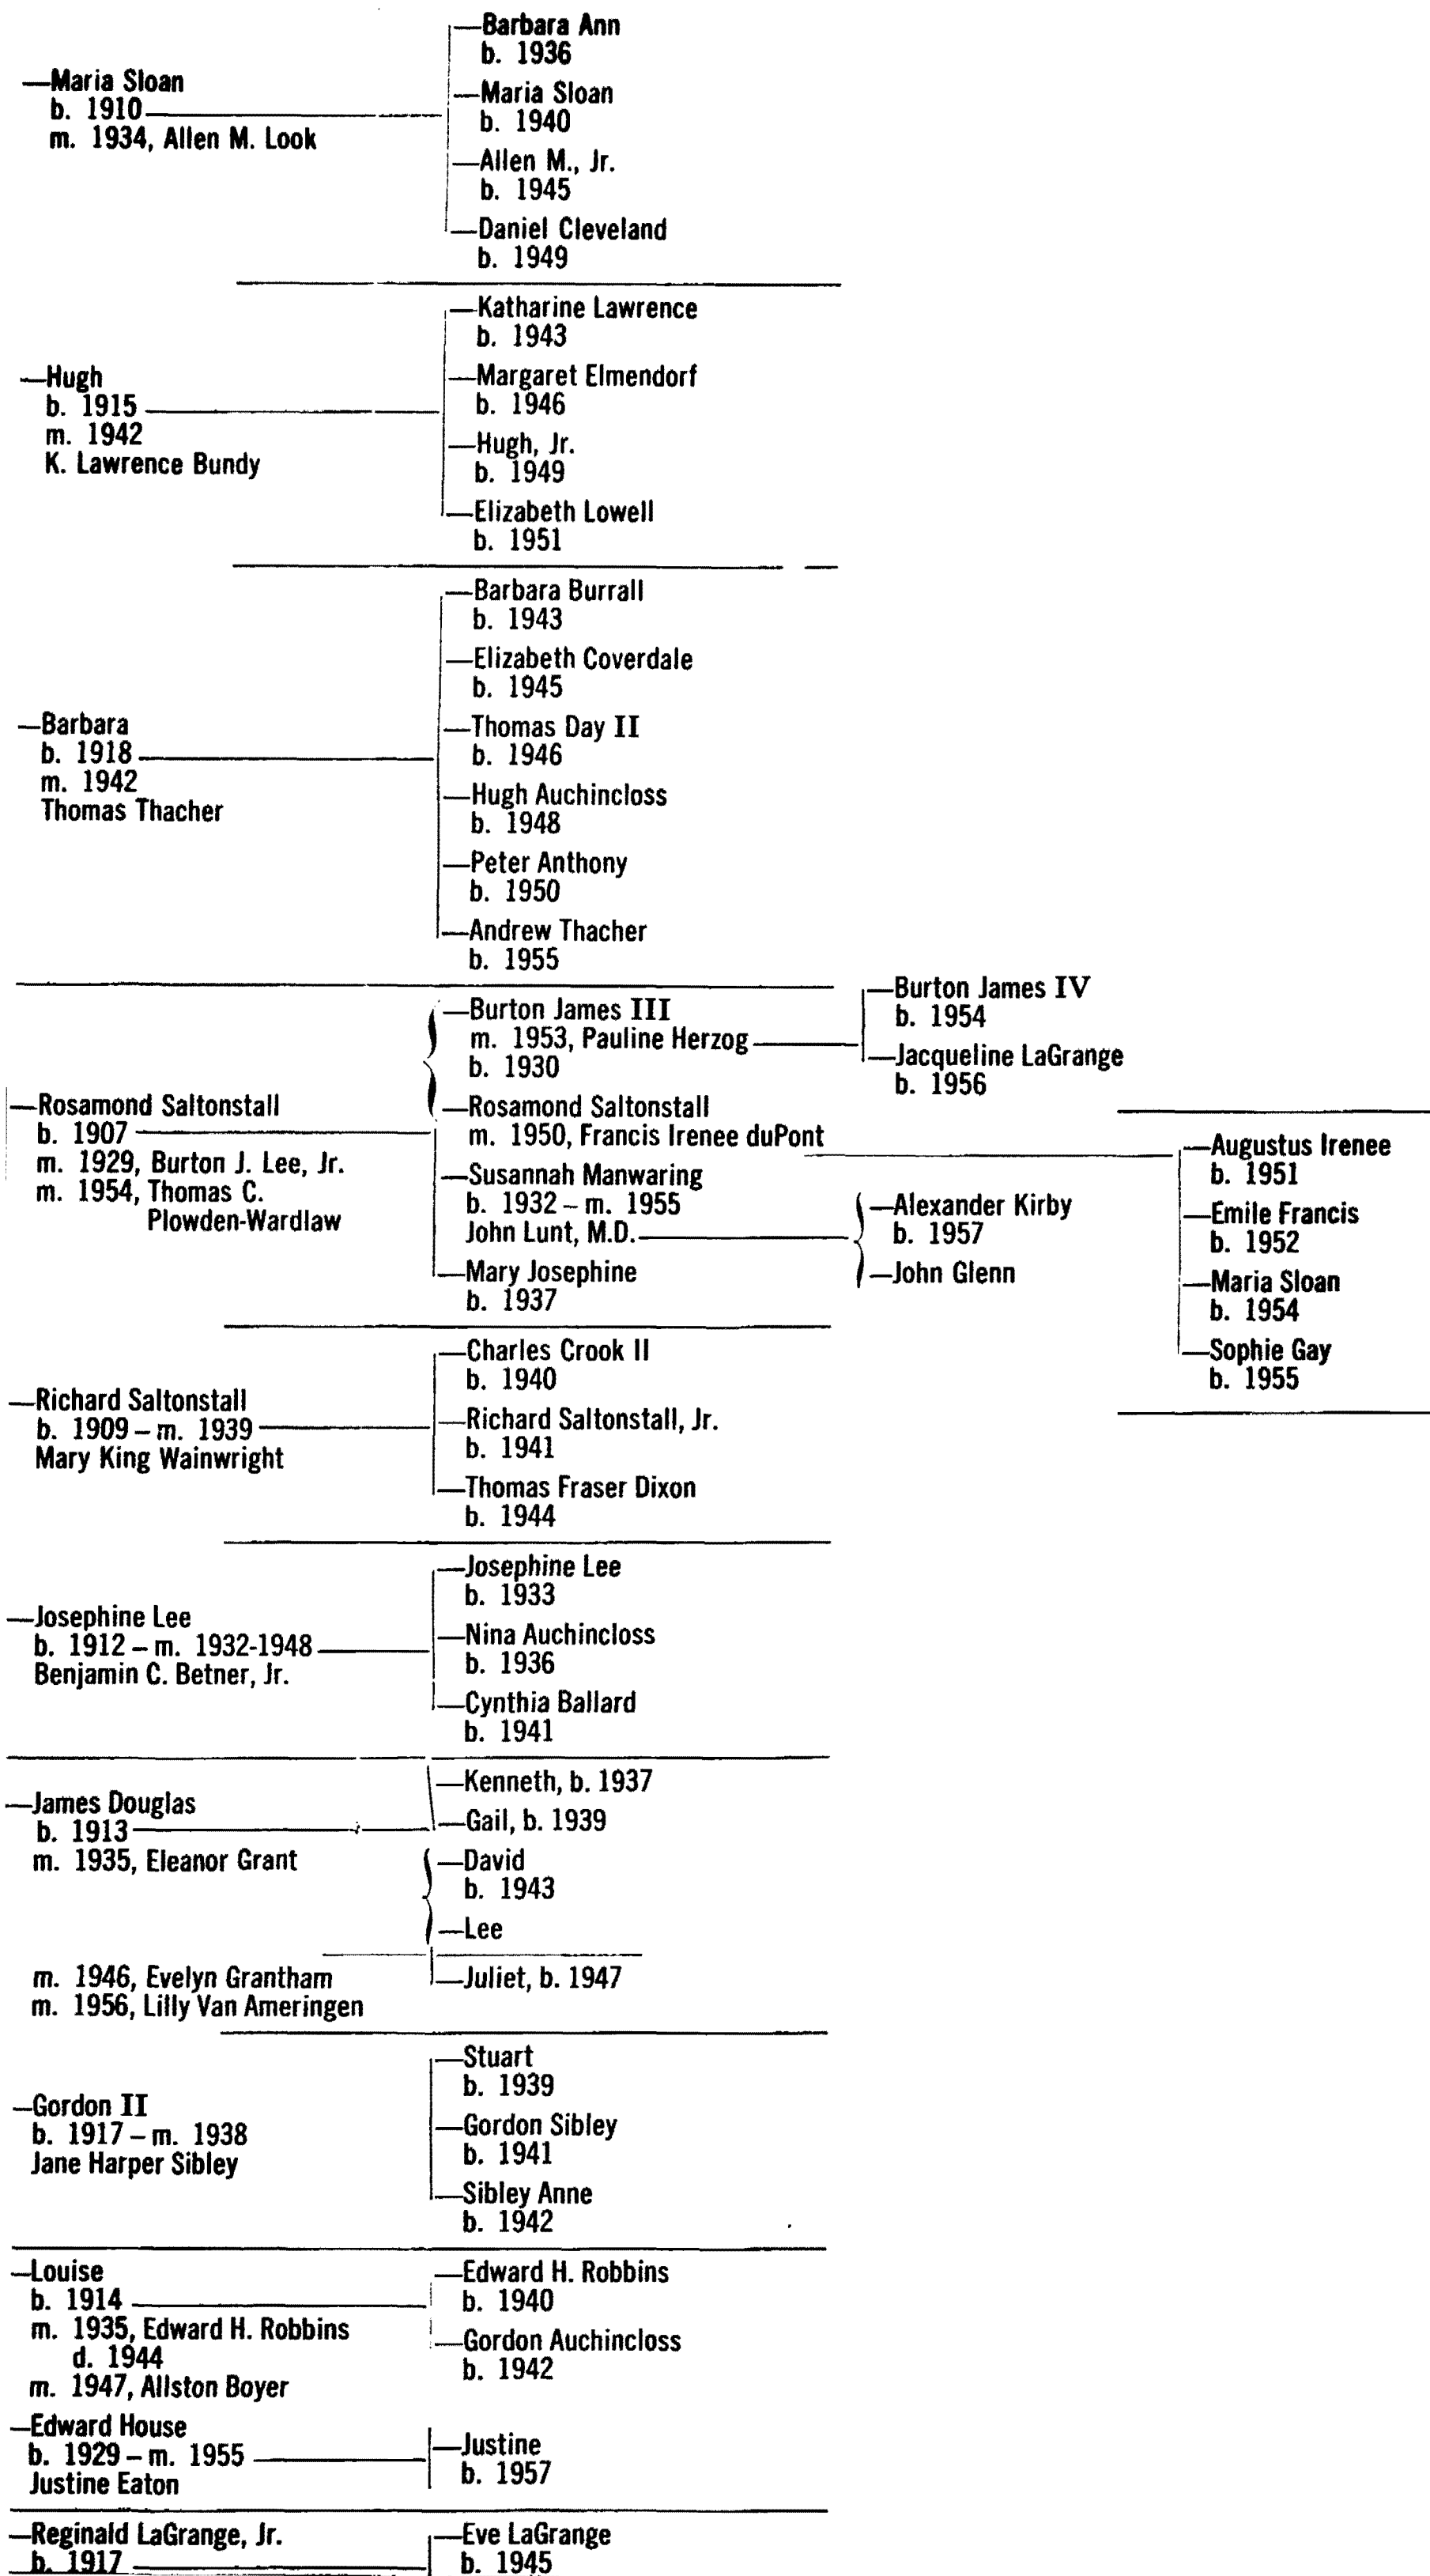 —Maria Sloan
b. 1910
m. 1934, Allen M. Look
—Barbara Ann
b. 1936
—Maria Sloan
b. 1940
—Allen M., Jr.
b. 1945
—Daniel Cleveland
b. 1949
—Hugh
b. 1915
m. 1942
K. Lawrence Bundy
—Katharine Lawrence
b. 1943
—Margaret Elmendorf
b. 1946
—Hugh, Jr.
b. 1949
—Elizabeth Lowell
b. 1951
—Barbara
b. 1918
m. 1942
Thomas Thacher
—Barbara Burrall
b. 1943
—Elizabeth Coverdale
b. 1945
—Thomas Day II
b. 1946
—Hugh Auchincloss
b. 1948
—Peter Anthony
b. 1950
—Andrew Thacher
b. 1955
—Rosamond Saltonstall
b. 1907
m. 1929, Burton J. Lee, Jr.
m. 1954, Thomas C.
Plowden-Wardlaw
—Burton James III
m. 1953, Pauline Herzog
b. 1930
—Rosamond Saltonstall
m. 1950, Francis Irenee duPont
—Susannah Manwaring
b. 1932 – m. 1955
John Lunt, M.D.
—Mary Josephine
b. 1937
—Burton James IV
b. 1954
—Jacqueline LaGrange
b. 1956
—Alexander Kirby
b. 1957
—John Glenn
—Augustus Irenee
b. 1951
—Emile Francis
b. 1952
—Maria Sloan
b. 1954
—Sophie Gay
b. 1955
—Richard Saltonstall
b. 1909 – m. 1939
Mary King Wainwright
—Charles Crook II
b. 1940
—Richard Saltonstall, Jr.
b. 1941
—Thomas Fraser Dixon
b. 1944
—Josephine Lee
b. 1912 – m. 1932-1948
Benjamin C. Betner, Jr.
—Josephine Lee
b. 1933
—Nina Auchincloss
b. 1936
—Cynthia Ballard
b. 1941
—James Douglas
b. 1913
m. 1935, Eleanor Grant
—Kenneth, b. 1937
—Gail, b. 1939
—David
b. 1943
—Lee
m. 1946, Evelyn Grantham
m. 1956, Lilly Van Ameringen
—Juliet, b. 1947
—Gordon II
b. 1917 – m. 1938
Jane Harper Sibley
—Stuart
b. 1939
—Gordon Sibley
b. 1941
—Sibley Anne
b. 1942
—Louise
b. 1914
m. 1935, Edward H. Robbins
d. 1944
m. 1947, Allston Boyer
—Edward H. Robbins
b. 1940
—Gordon Auchincloss
b. 1942
—Edward House
b. 1929 – m. 1955
Justine Eaton
—Justine
b. 1957
—Reginald LaGrange, Jr.
b. 1917
—Eve LaGrange
b. 1945